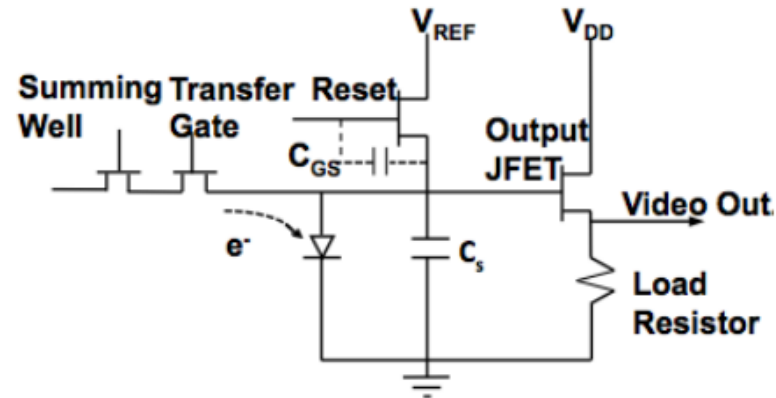 V_REF
V_DD
Summing Transfer Reset
Well Gate
Output
JFET
C_GS
Video Out.
e-
C_s
Load
Resistor